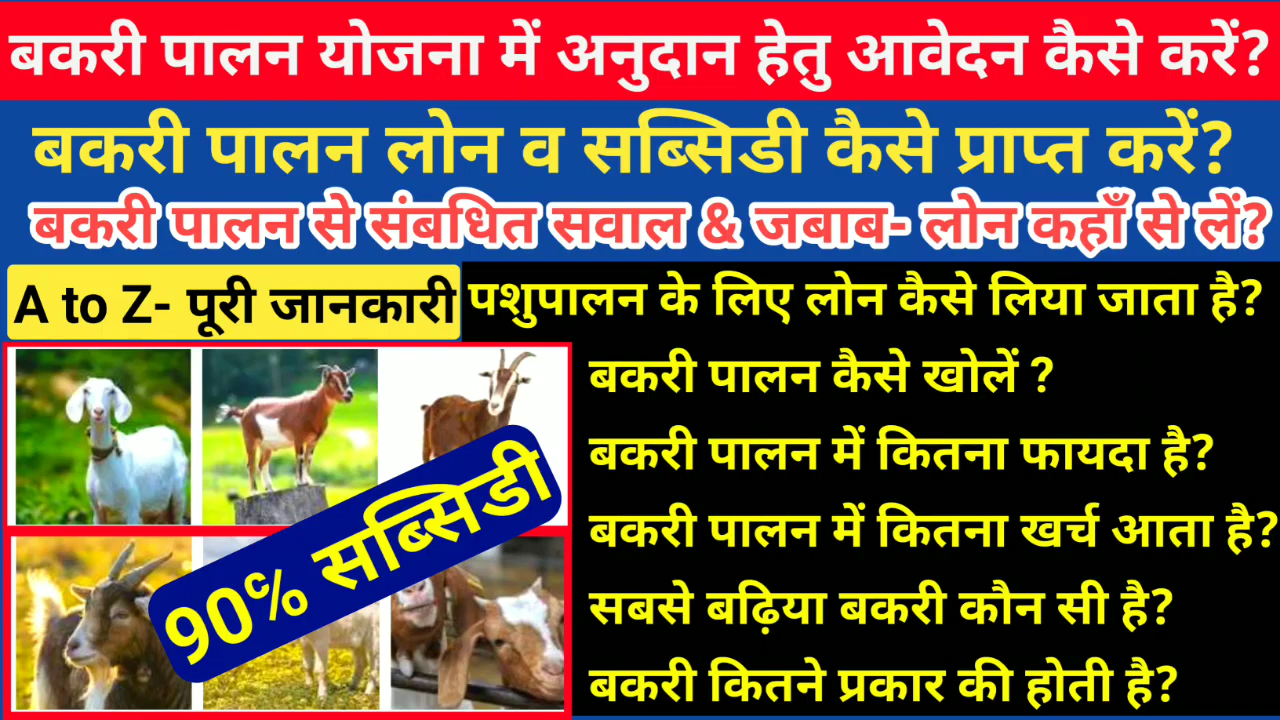 बकरी पालन योजना में अनुदान हेतु आवेदन कैसे करें?
बकरी पालन लोन व सब्सिडी कैसे प्राप्त करें?
बकरी पालन से संबधित सवाल & जबाब- लोन कहाँ से लें?
A to Z- पूरी जानकारी
पशुपालन के लिए लोन कैसे लिया जाता है?
बकरी पालन कैसे खोलें ?
बकरी पालन में कितना फायदा है?
बकरी पालन में कितना खर्च आता है?
सबसे बढ़िया बकरी कौन सी है?
बकरी कितने प्रकार की होती है?
90% सब्सिडी